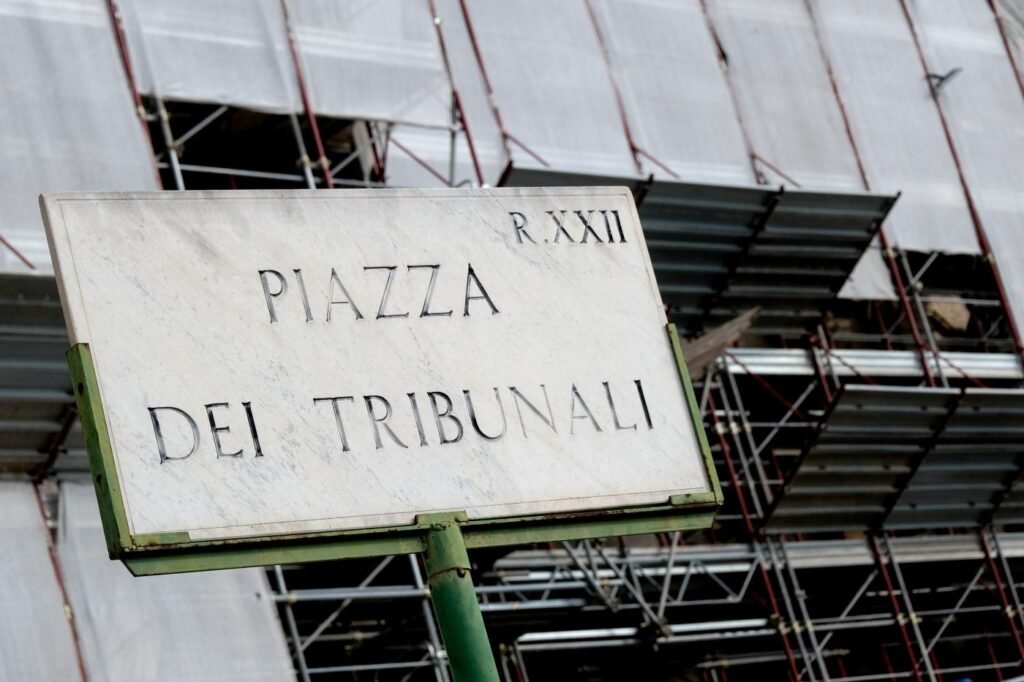 R.XXII
PIAZZA
DEI TRIBUNALI